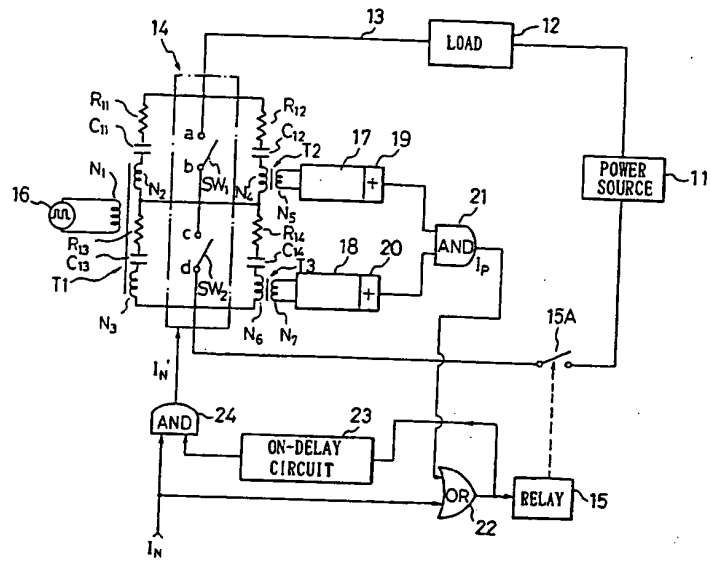 14
13
12
LOAD
R11
C11
R12
C12
T2
17
19
a
b
SW1
N1
N2
N4
N5
16
POWER
SOURCE
11
21
AND
IP
R13
C13
T1
N3
c
d
SW2
R14
C14
T3
18
20
N6
N7
15A
IN'
AND
24
23
ON-DELAY
CIRCUIT
OR
22
RELAY
15
IN
+
+